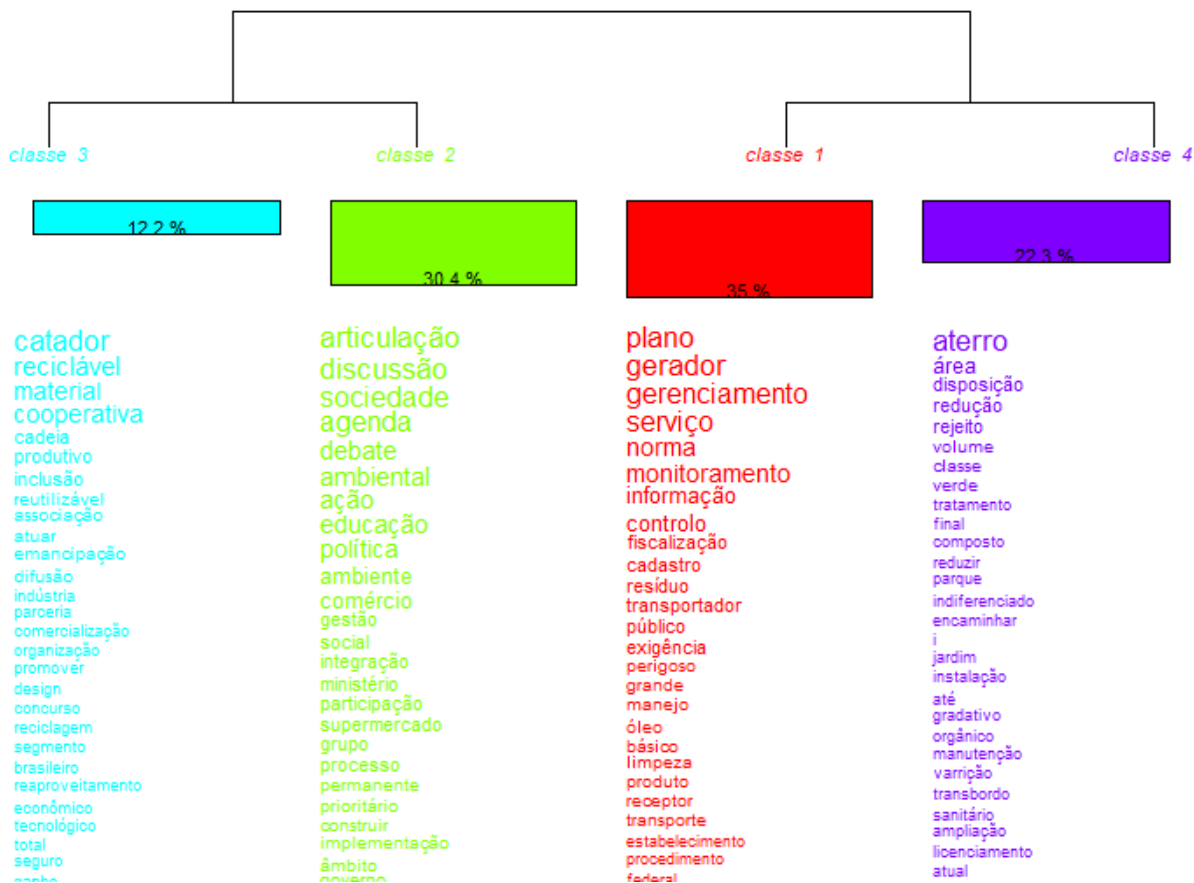 classe 3
classe 2
classe 1
classe 4
12.2 %
30.4 %
35 %
22.3 %
catador
reciclável
material
cooperativa
cadeia
produtivo
inclusão
reutilizável
associação
atuar
emancipação
difusão
indústria
parceria
comercialização
organização
promover
design
concurso
reciclagem
segmento
brasileiro
reaproveitamento
econômico
tecnológico
total
seguro
articulação
discussão
sociedade
agenda
debate
ambiental
ação
educação
política
ambiente
comércio
gestão
social
integração
ministério
participação
supermercado
grupo
processo
permanente
prioritário
construir
implementação
âmbito
governo
plano
gerador
gerenciamento
serviço
norma
monitoramento
informação
controlo
fiscalização
cadastro
resíduo
transportador
público
exigência
perigoso
grande
manejo
óleo
básico
limpeza
produto
receptor
transporte
estabelecimento
procedimento
federal
aterro
área
disposição
redução
rejeito
volume
classe
verde
tratamento
final
composto
reduzir
parque
indiferenciado
encaminhar
i
jardim
instalação
até
gradativo
orgânico
manutenção
varrição
transbordo
sanitário
ampliação
licenciamento
atual